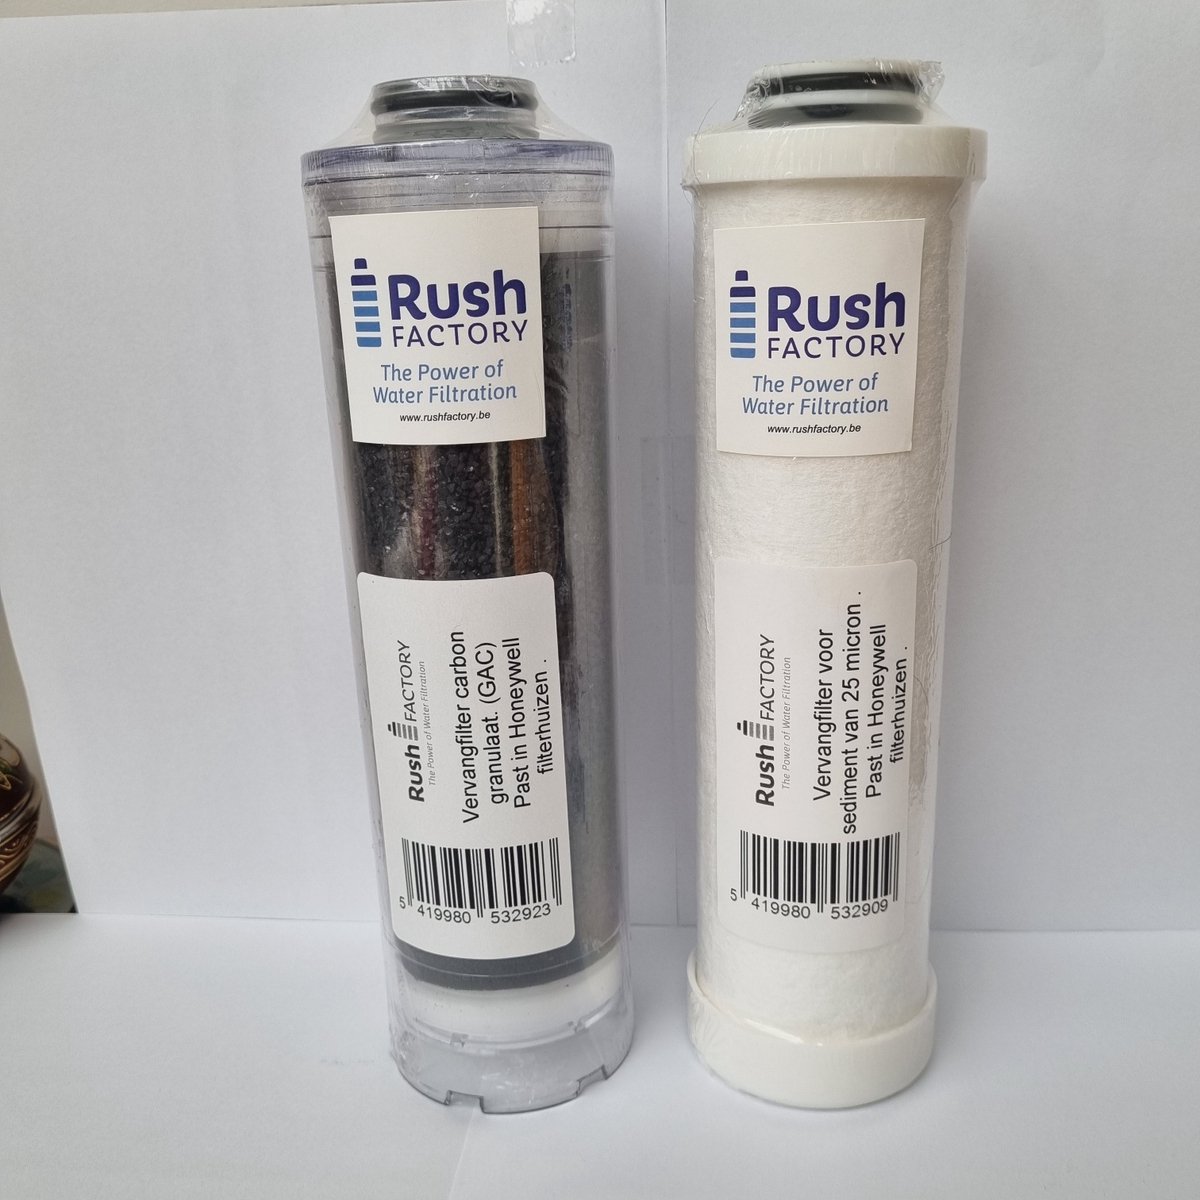 Rush
FACTORY
The Power of
Water Filtration
www.rushfactory.be
Rush FACTORY
The Power of Water Filtration
Vervangfilter carbon
granulaat. (GAC)
Past in Honeywell
filterhuizen .
5 419980 532923
Rush
FACTORY
The Power of
Water Filtration
www.rushfactory.be
Rush FACTORY
The Power of Water Filtration
Vervangfilter voor
sediment van 25 micron .
Past in Honeywell
filterhuizen .
5 419980 532909